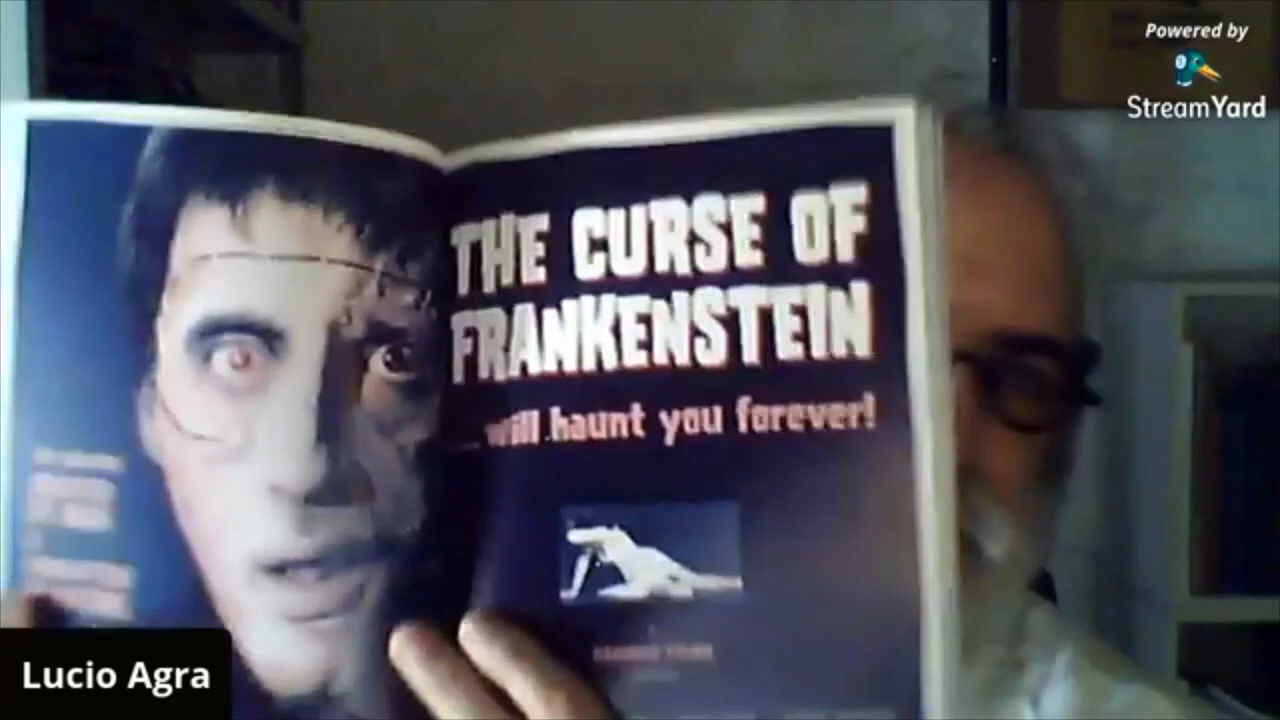 Powered by
StreamYard
THE CURSE OF
FRANKENSTEIN
will haunt you forever!
Lucio Agra